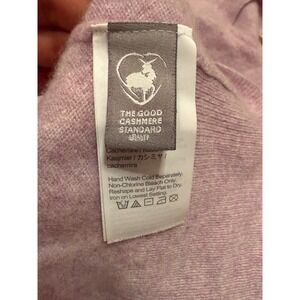 THE GOOD
CASHMERE
STANDARD
Kaschmir / カシミヤ /
Hand Wash Cold Separately.
Non-Chlorine Bleach Only.
Reshape and Lay Flat to Dry.
Iron on Lowest Setting.